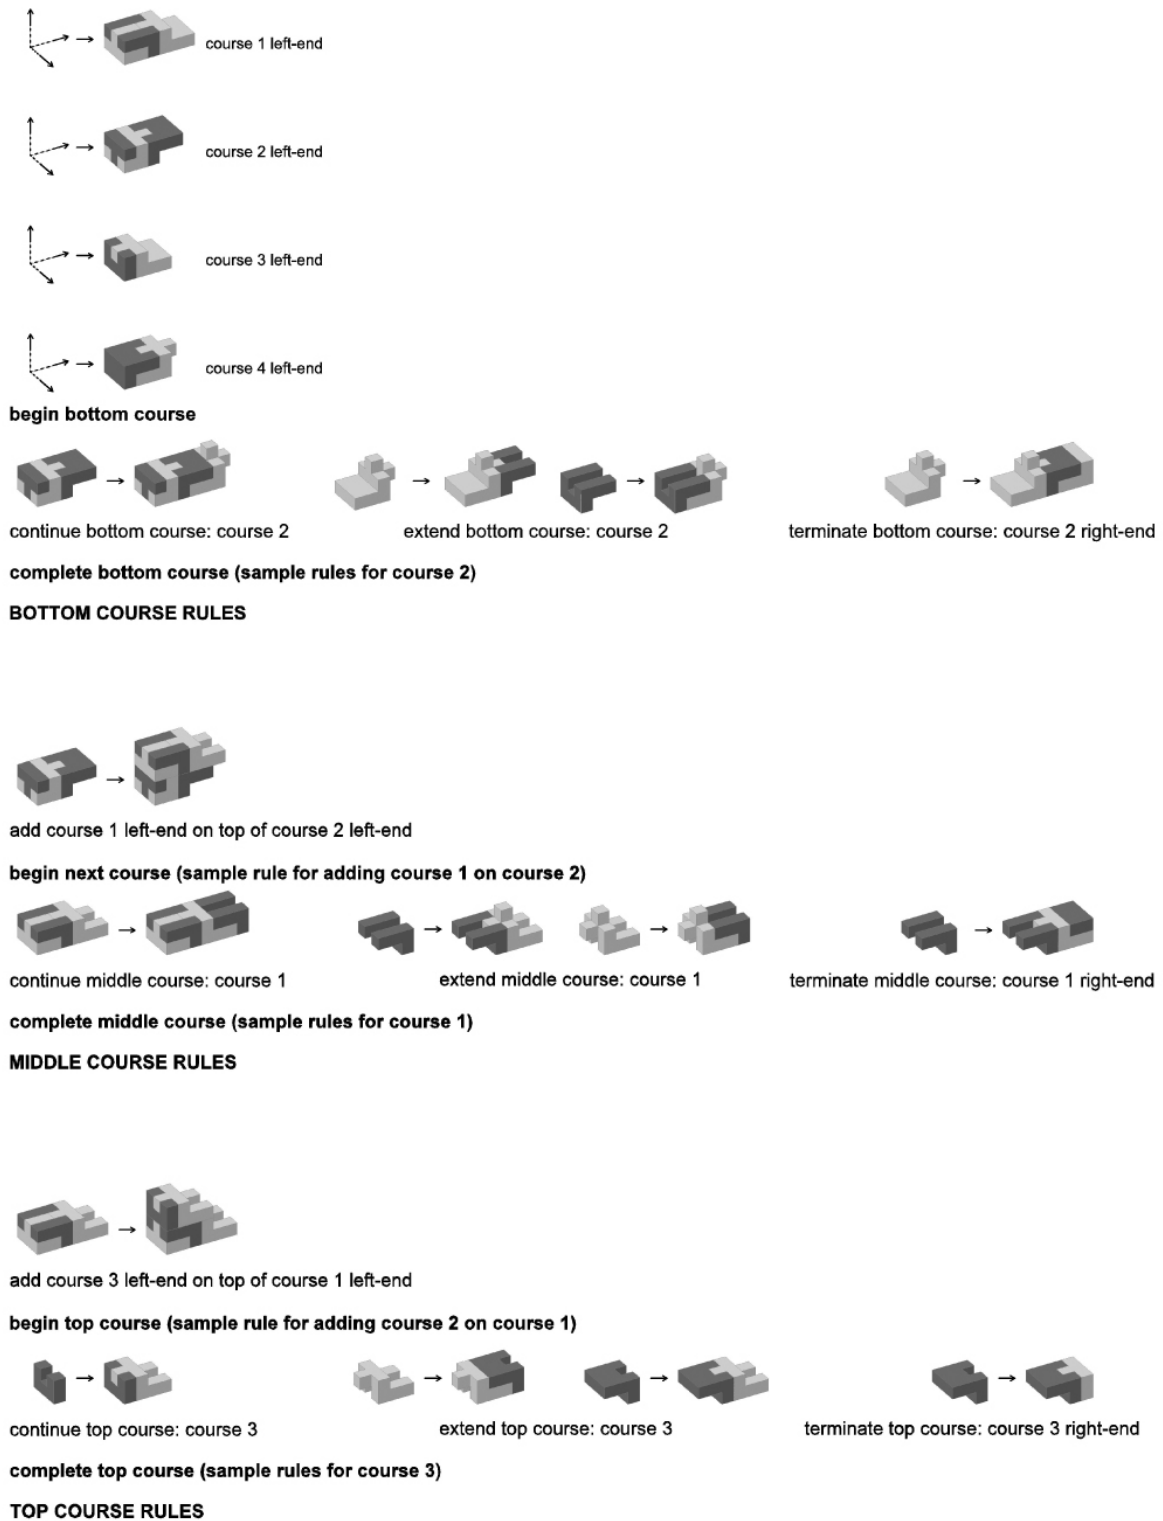 course 1 left-end
course 2 left-end
course 3 left-end
course 4 left-end
begin bottom course
continue bottom course: course 2
extend bottom course: course 2
terminate bottom course: course 2 right-end
complete bottom course (sample rules for course 2)
BOTTOM COURSE RULES
add course 1 left-end on top of course 2 left-end
begin next course (sample rule for adding course 1 on course 2)
continue middle course: course 1
extend middle course: course 1
terminate middle course: course 1 right-end
complete middle course (sample rules for course 1)
MIDDLE COURSE RULES
add course 3 left-end on top of course 1 left-end
begin top course (sample rule for adding course 2 on course 1)
continue top course: course 3
extend top course: course 3
terminate top course: course 3 right-end
complete top course (sample rules for course 3)
TOP COURSE RULES